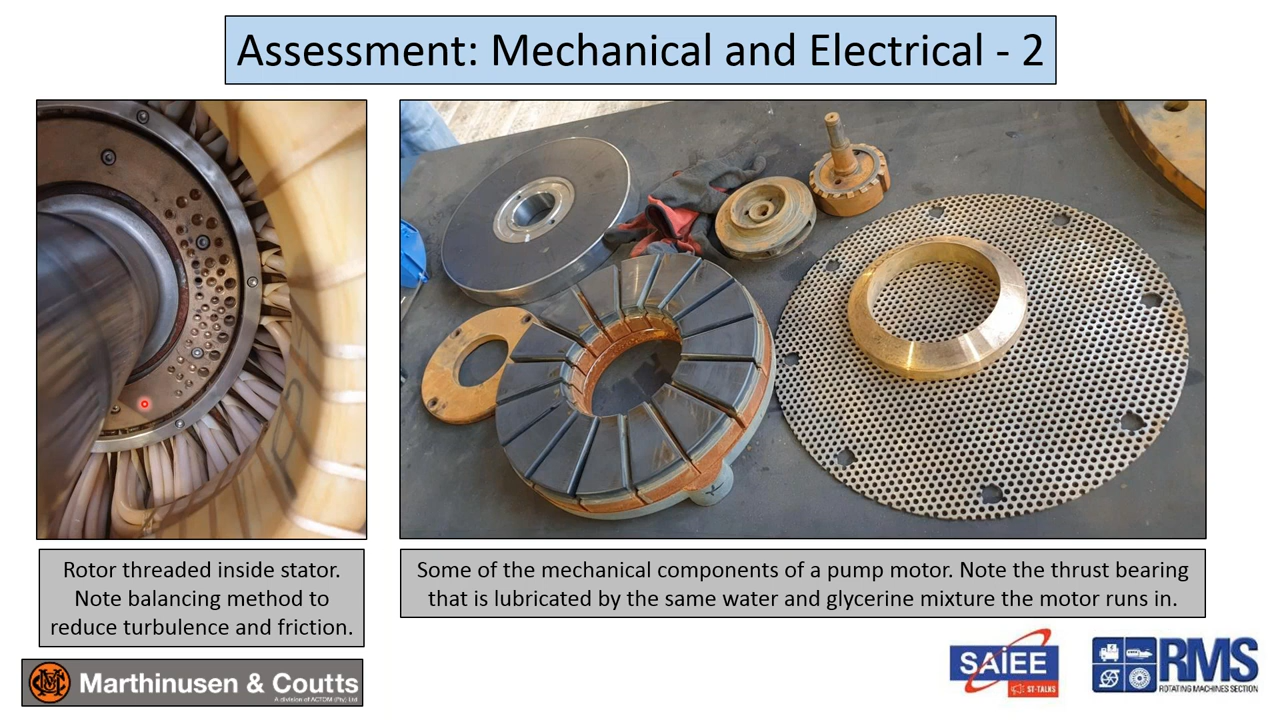 Assessment: Mechanical and Electrical - 2
Rotor threaded inside stator.
Note balancing method to
reduce turbulence and friction.
Some of the mechanical components of a pump motor. Note the thrust bearing
that is lubricated by the same water and glycerine mixture the motor runs in.
Marthinusen & Coutts
A division of ACTOM (Pty) Ltd
SAIEE
ST-TALKS
RMS
ROTATING MACHINES SECTION